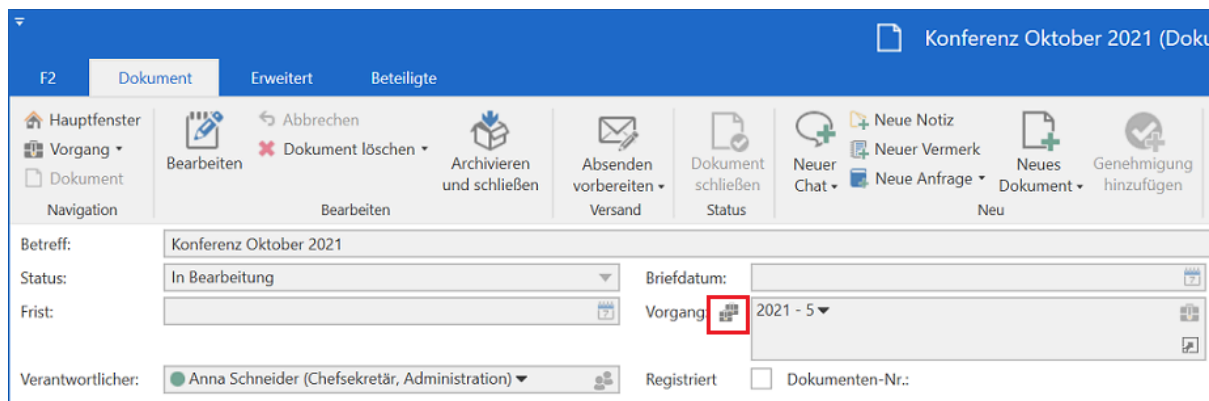 Konferenz Oktober 2021 (Doku
F2 Dokument Erweitert Beteiligte
Hauptfenster
Vorgang
Dokument
Navigation
Bearbeiten
Abbrechen
Dokument löschen
Archivieren
und schließen
Bearbeiten
Absenden
vorbereiten
Versand
Dokument
schließen
Status
Neuer
Chat
Neue Notiz
Neuer Vermerk
Neue Anfrage
Neues
Dokument
Genehmigung
hinzufügen
Neu
Betreff: Konferenz Oktober 2021
Status: In Bearbeitung Briefdatum:
Frist: Vorgang: 2021 - 5
Verantwortlicher: Anna Schneider (Chefsekretär, Administration) Registriert Dokumenten-Nr.: